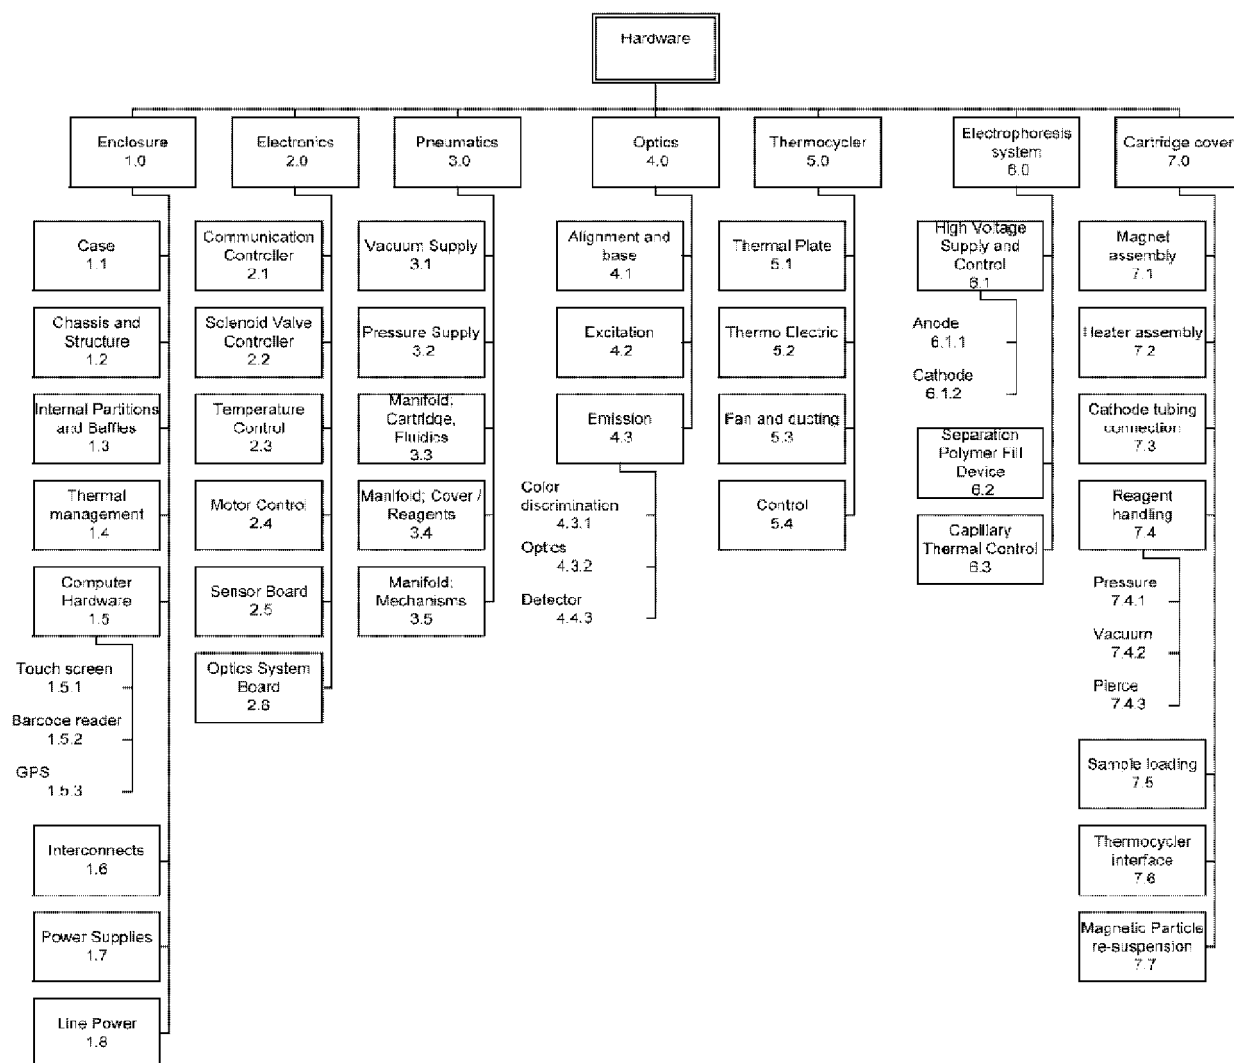 Hardware
Enclosure
1.0
Electronics
2.0
Pneumatics
3.0
Optics
4.0
Thermocycler
5.0
Electrophoresis
system
6.0
Cartridge cover
7.0
Case
1.1
Chassis and
Structure
1.2
Internal Partitions
and Baffles
1.3
Thermal
management
1.4
Computer
Hardware
1.5
Touch screen
1.5.1
Barcode reader
1.5.2
GPS
1.5.3
Interconnects
1.6
Power Supplies
1.7
Line Power
1.8
Communication
Controller
2.1
Solenoid Valve
Controller
2.2
Temperature
Control
2.3
Motor Control
2.4
Sensor Board
2.5
Optics System
Board
2.6
Vacuum Supply
3.1
Pressure Supply
3.2
Manifold;
Cartridge,
Fluidics
3.3
Manifold; Cover /
Reagents
3.4
Manifold;
Mechanisms
3.5
Alignment and
base
4.1
Excitation
4.2
Emission
4.3
Color
discrimination
4.3.1
Optics
4.3.2
Detector
4.4.3
Thermal Plate
5.1
Thermo Electric
5.2
Fan and ducting
5.3
Control
5.4
High Voltage
Supply and
Control
6.1
Anode
6.1.1
Cathode
6.1.2
Separation
Polymer Fill
Device
6.2
Capillary
Thermal Control
6.3
Magnet
assembly
7.1
Heater assembly
7.2
Cathode tubing
connection
7.3
Reagent
handling
7.4
Pressure
7.4.1
Vacuum
7.4.2
Pierce
7.4.3
Sample loading
7.5
Thermocycler
interface
7.6
Magnetic Particle
re-suspension
7.7